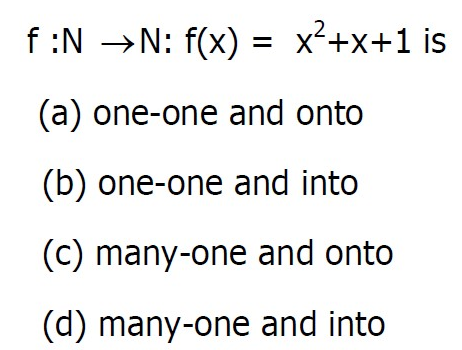 f :N →N: f(x) = x²+x+1 is
(a) one-one and onto
(b) one-one and into
(c) many-one and onto
(d) many-one and into